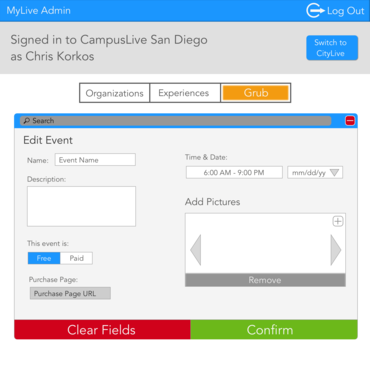 MyLive Admin
Log Out
Signed in to CampusLive San Diego
as Chris Korkos
Switch to
CityLive
Organizations
Experiences
Grub
Search
Edit Event
Name:
Event Name
Time & Date:
6:00 AM - 9:00 PM
mm/dd/yy
Description:
Add Pictures
This event is:
Free
Paid
Remove
Purchase Page:
Purchase Page URL
Clear Fields
Confirm